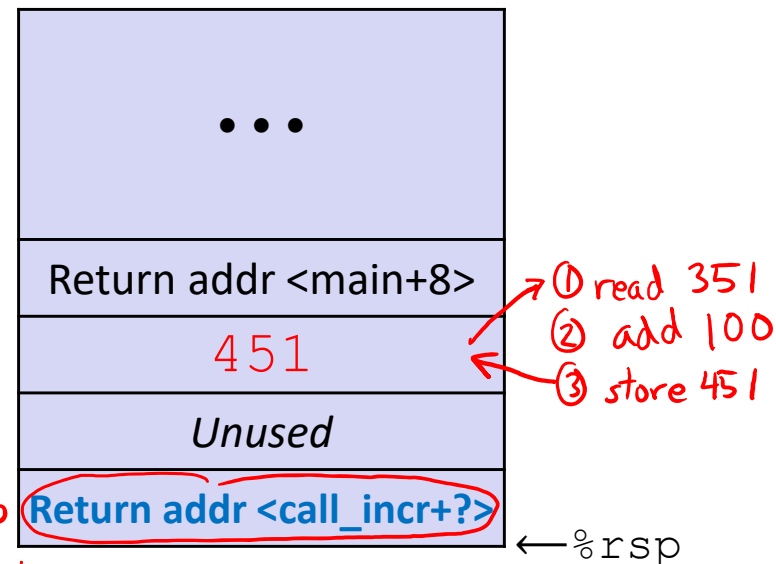 ...
Return addr <main+8>
① read 351
② add 100
451
③ store 451
Unused
Return addr <call_incr+?>
←%rsp